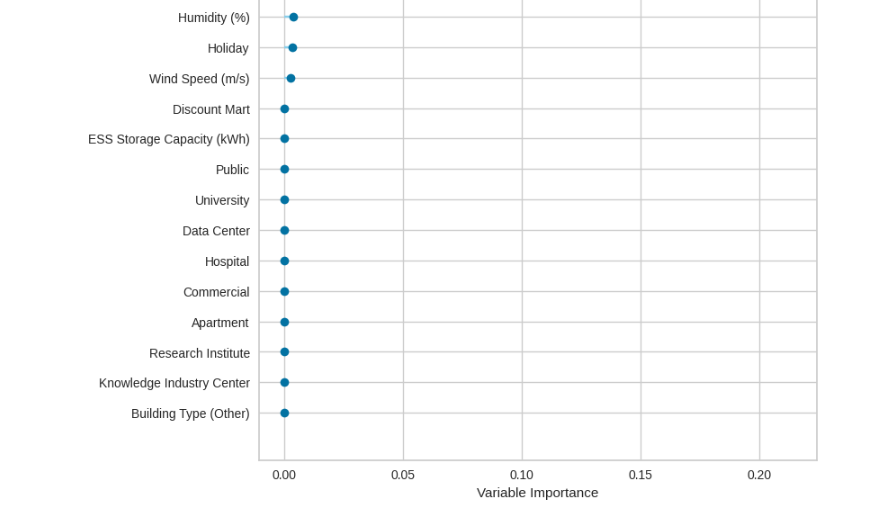 Humidity (%)
Holiday
Wind Speed (m/s)
Discount Mart
ESS Storage Capacity (kWh)
Public
University
Data Center
Hospital
Commercial
Apartment
Research Institute
Knowledge Industry Center
Building Type (Other)
0.00 0.05 0.10 0.15 0.20
Variable Importance